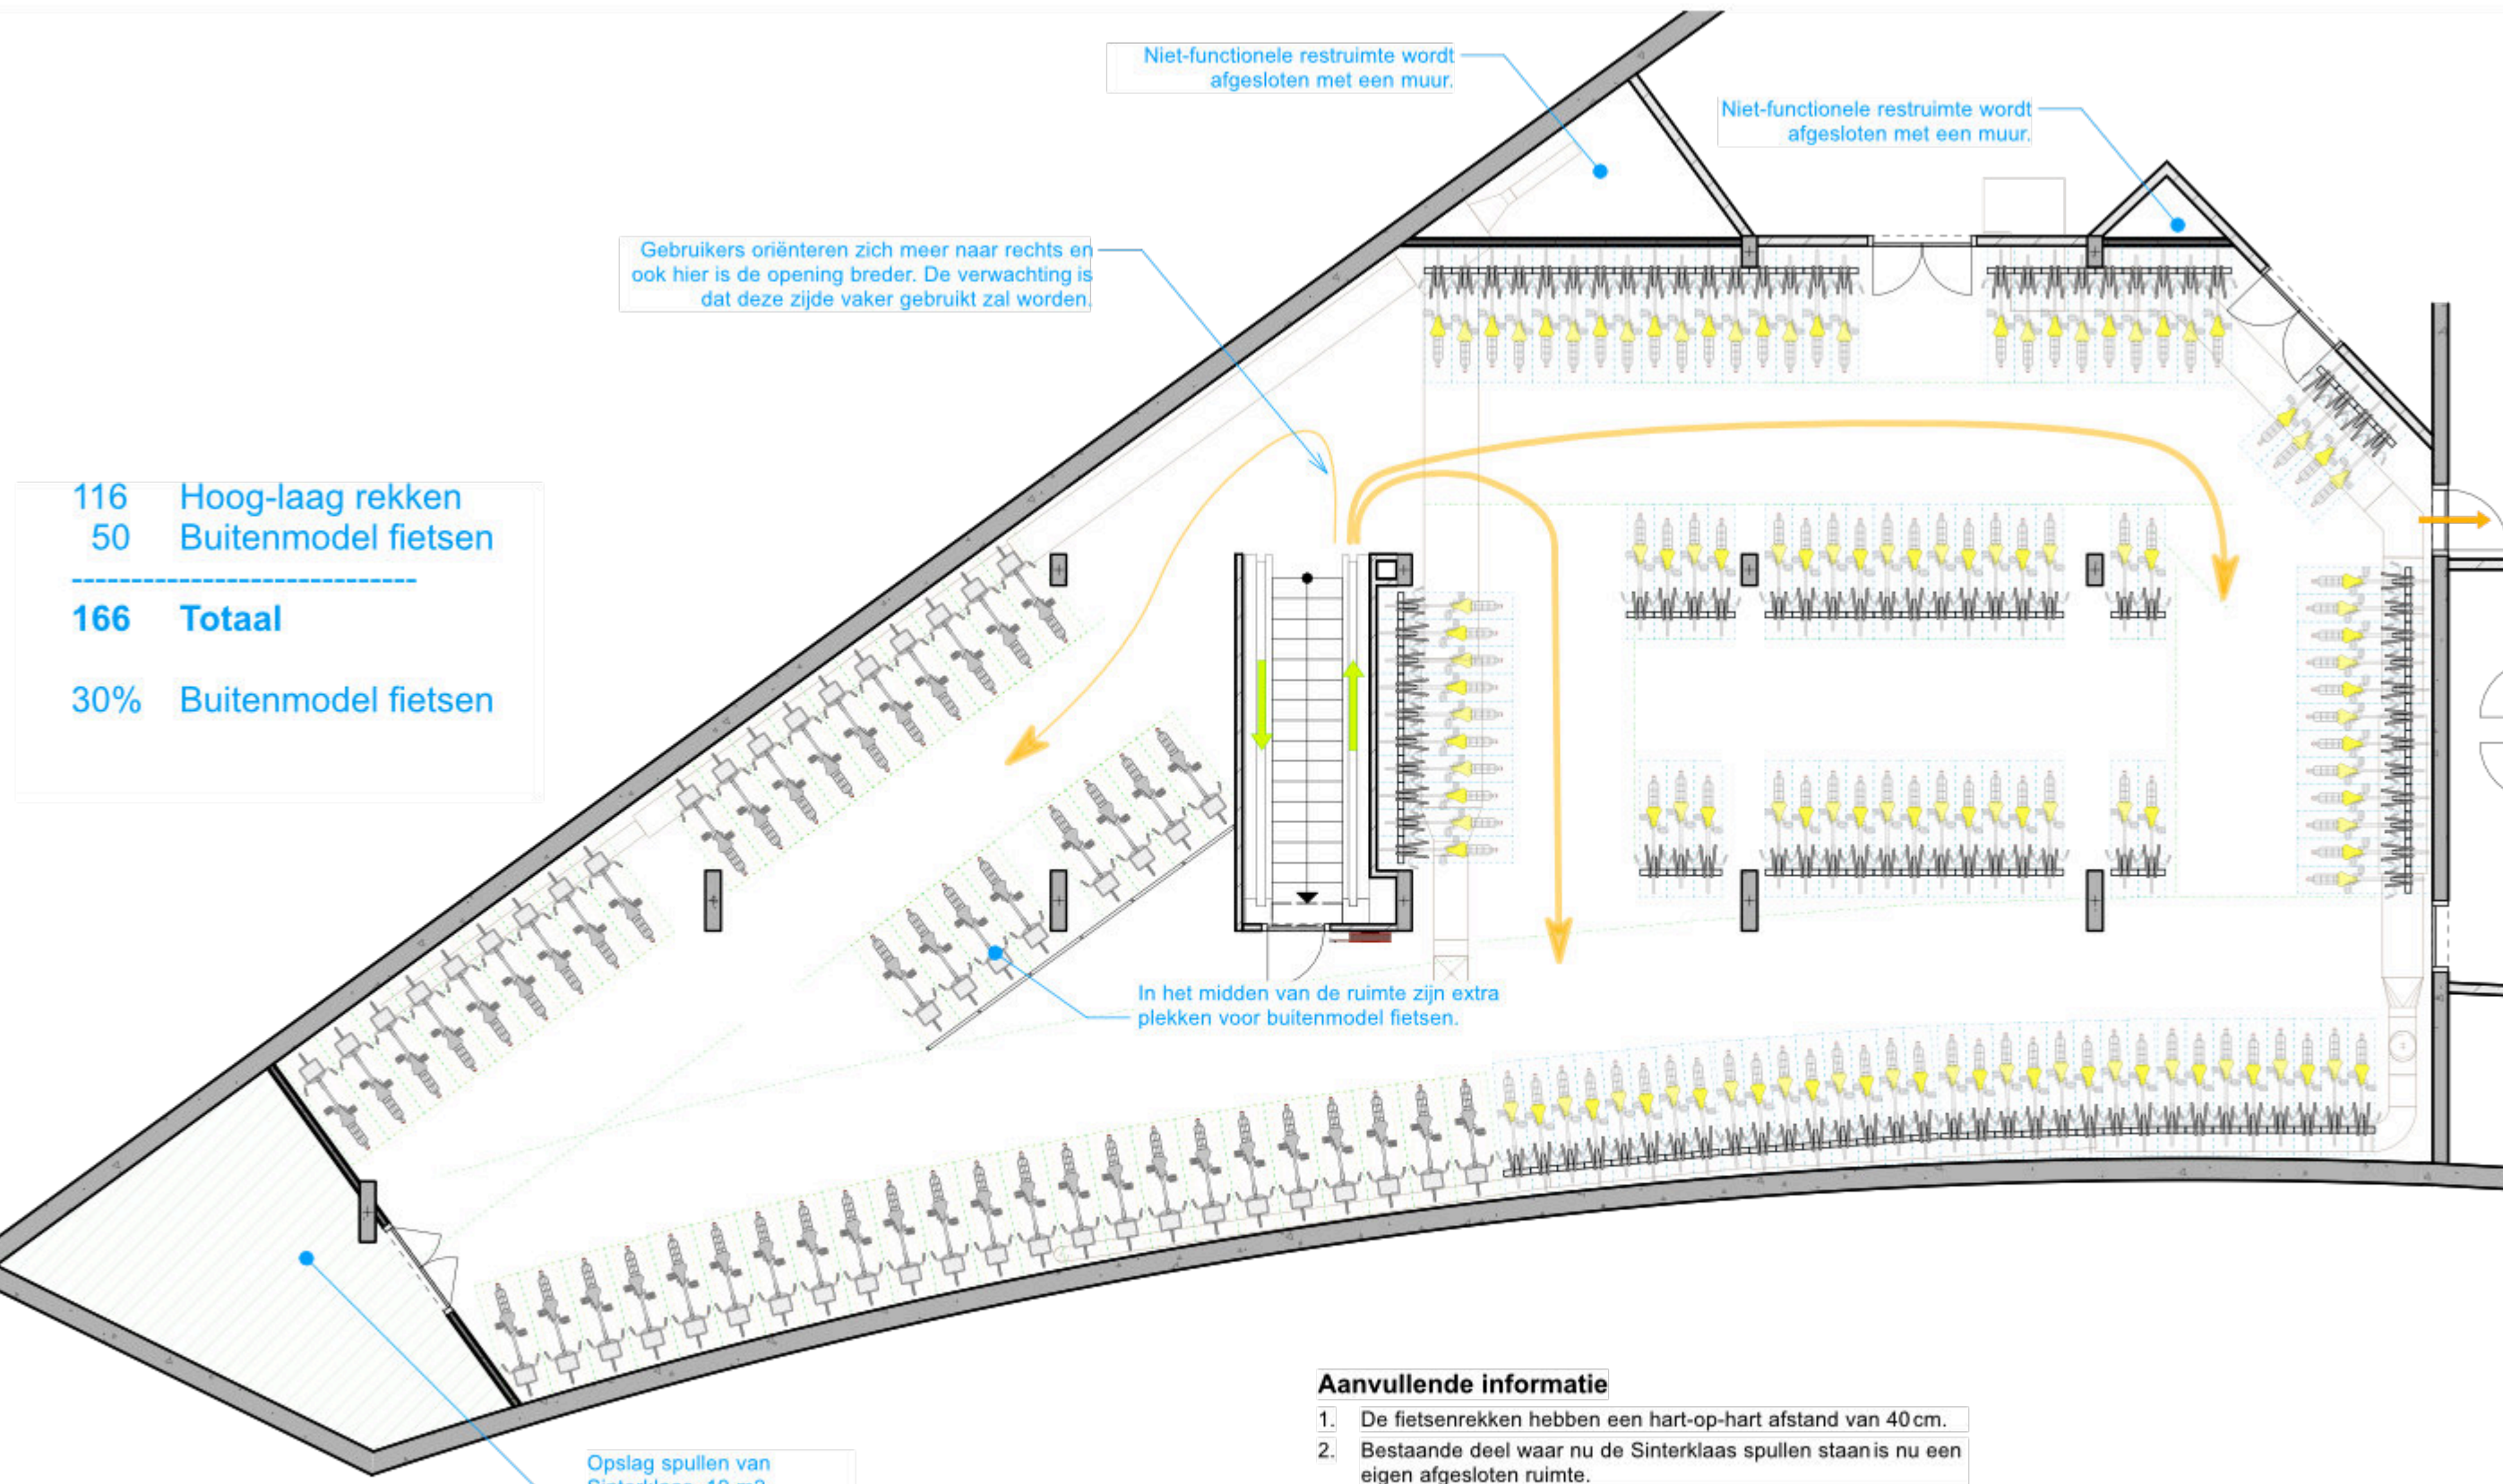 Niet-functionele restruimte wordt
afgesloten met een muur.
Niet-functionele restruimte wordt
afgesloten met een muur.
Gebruikers oriënteren zich meer naar rechts en
ook hier is de opening breder. De verwachting is
dat deze zijde vaker gebruikt zal worden.
116 Hoog-laag rekken
50 Buitenmodel fietsen
-----------------------------
166 Totaal
30% Buitenmodel fietsen
In het midden van de ruimte zijn extra
plekken voor buitenmodel fietsen.
Opslag spullen van
Aanvullende informatie
1. De fietsenrekken hebben een hart-op-hart afstand van 40 cm.
2. Bestaande deel waar nu de Sinterklaas spullen staan is nu een
eigen afgesloten ruimte.